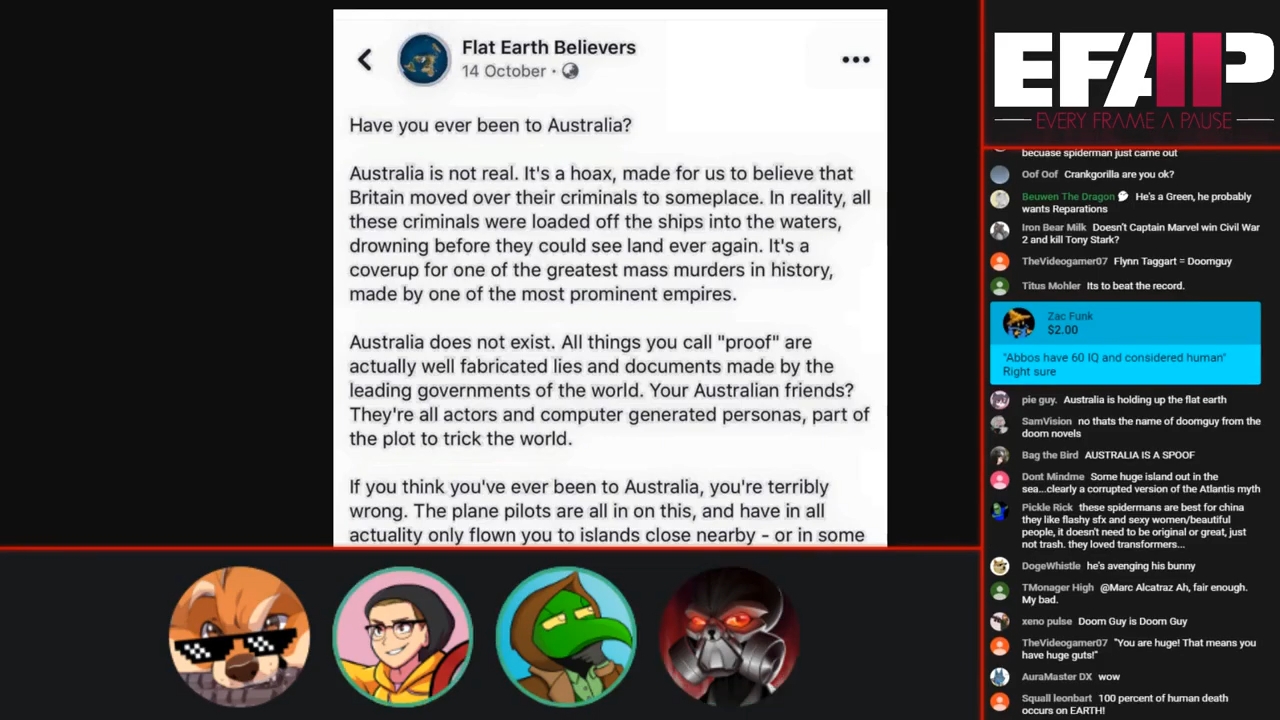 Flat Earth Believers
14 October ·
Have you ever been to Australia?
Australia is not real. It's a hoax, made for us to believe that
Britain moved over their criminals to someplace. In reality, all
these criminals were loaded off the ships into the waters,
drowning before they could see land ever again. It's a
coverup for one of the greatest mass murders in history,
made by one of the most prominent empires.
Australia does not exist. All things you call "proof" are
actually well fabricated lies and documents made by the
leading governments of the world. Your Australian friends?
They're all actors and computer generated personas, part of
the plot to trick the world.
If you think you've ever been to Australia, you're terribly
wrong. The plane pilots are all in on this, and have in all
actuality only flown you to islands close nearby - or in some
EFAP
EVERY FRAME A PAUSE
becuase spiderman just came out
Oof Oof Crankgorilla are you ok?
Beuwen The Dragon He's a Green, he probably
wants Reparations
Iron Bear Milk Doesn't Captain Marvel win Civil War
2 and kill Tony Stark?
TheVideogamer07 Flynn Taggart = Doomguy
Titus Mohler Its to beat the record.
Zac Funk
$2.00
"Abbos have 60 IQ and considered human"
Right sure
pie guy. Australia is holding up the flat earth
SamVision no thats the name of doomguy from the
doom novels
Bag the Bird AUSTRALIA IS A SPOOF
Dont Mindme Some huge island out in the
sea...clearly a corrupted version of the Atlantis myth
Pickle Rick these spidermans are best for china
they like flashy sfx and sexy women/beautiful
people, it doesn't need to be original or great, just
not trash. they loved transformers...
DogeWhistle he's avenging his bunny
TMonager High @Marc Alcatraz Ah, fair enough.
My bad.
xeno pulse Doom Guy is Doom Guy
TheVideogamer07 "You are huge! That means you
have huge guts!"
AuraMaster DX wow
Squall leonbart 100 percent of human death
occurs on EARTH!